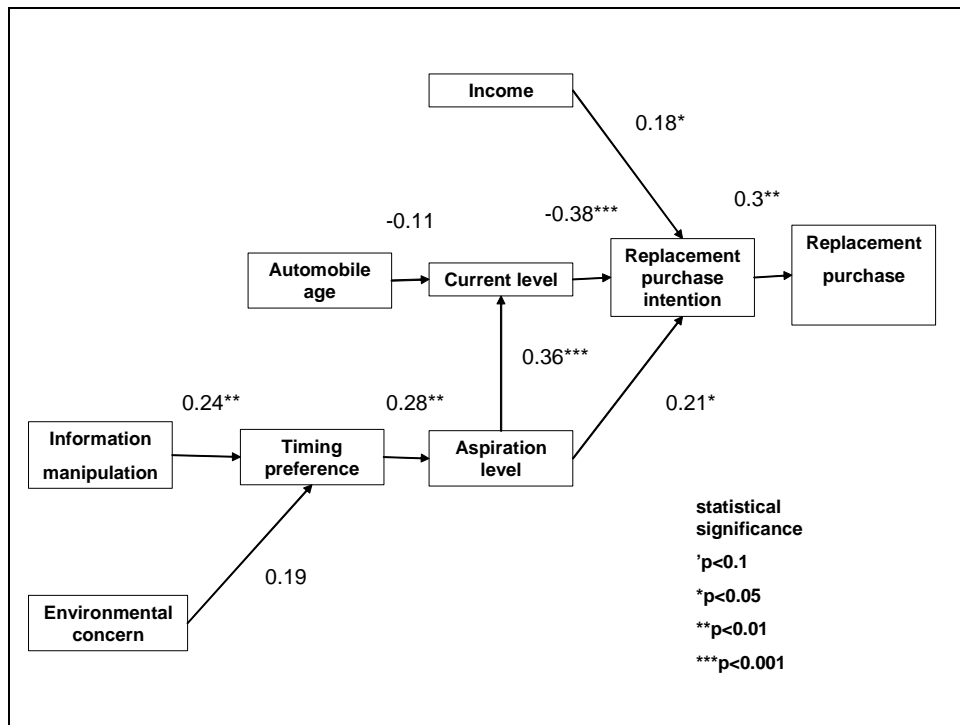 Income
0.18*
-0.11
-0.38***
0.3**
Automobile
age
Current level
Replacement
purchase
intention
Replacement
purchase
0.36***
0.24**
0.28**
0.21*
Information
manipulation
Timing
preference
Aspiration
level
0.19
Environmental
concern
statistical
significance
’p<0.1
*p<0.05
**p<0.01
***p<0.001